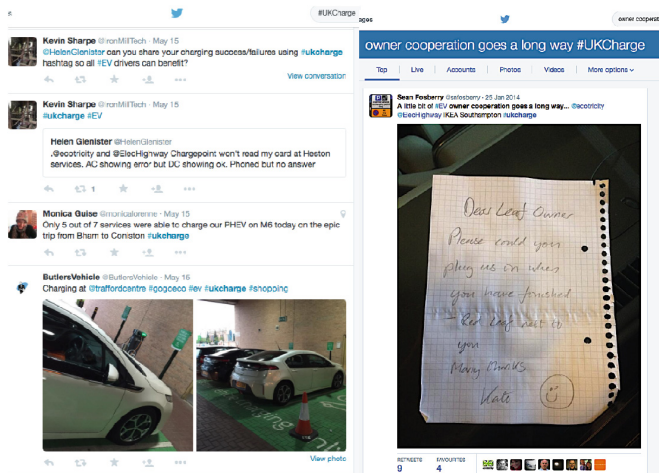 #UKCharge
Kevin Sharpe @IronMillTech · May 15
@HelenGlenister can you share your charging success/failures using #ukcharge
hashtag so all #EV drivers can benefit?
View conversation
Kevin Sharpe @IronMillTech · May 15
#ukcharge #EV
Helen Glenister @HelenGlenister
.@ecotricity and @ElecHighway Chargepoint won't read my card at Heston
services. AC showing error but DC showing ok. Phoned but no answer
1
Monica Guise @monicalorenne · May 15
Only 5 out of 7 services were able to charge our PHEV on M6 today on the epic
trip from Bham to Coniston #ukcharge
ButlersVehicle @ButlersVehicle · May 16
Charging at @traffordcentre #gogoeco #ev #ukcharge #shopping
View photo
ages
owner cooperat
owner cooperation goes a long way #UKCharge
Top Live Accounts Photos Videos More options
Sean Fosberry @safosberry · 25 Jan 2014
A little bit of #EV owner cooperation goes a long way... @ecotricity
@ElecHighway IKEA Southampton #ukcharge
Dear Leaf Owner
Please could you
plug us in when
you have finished
– Red Leaf next to
you
Many thanks
Kate
RETWEETS FAVOURITES
9 4